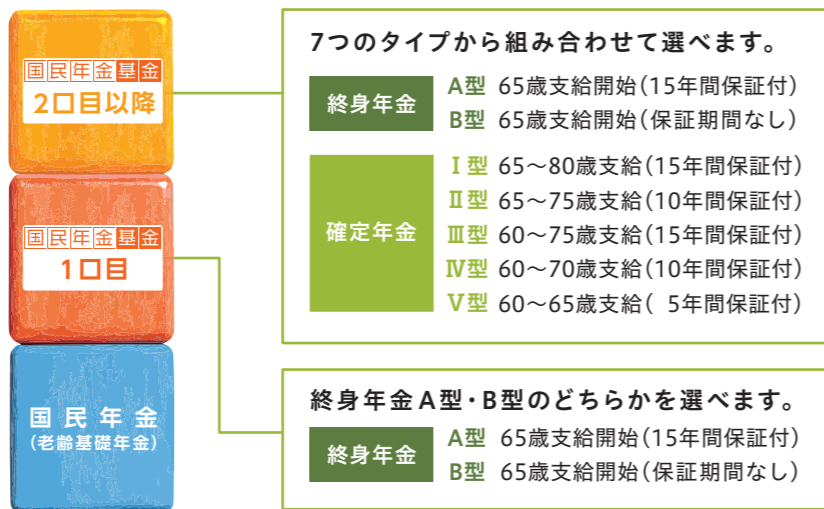 国民年金基金
2口目以降
国民年金基金
1口目
国民年金
(老齢基礎年金)
7つのタイプから組み合わせて選べます。
終身年金
A型 65歳支給開始(15年間保証付)
B型 65歳支給開始(保証期間なし)
確定年金
Ⅰ型 65～80歳支給(15年間保証付)
Ⅱ型 65～75歳支給(10年間保証付)
Ⅲ型 60～75歳支給(15年間保証付)
Ⅳ型 60～70歳支給(10年間保証付)
Ⅴ型 60～65歳支給( 5年間保証付)
終身年金A型・B型のどちらかを選べます。
終身年金
A型 65歳支給開始(15年間保証付)
B型 65歳支給開始(保証期間なし)